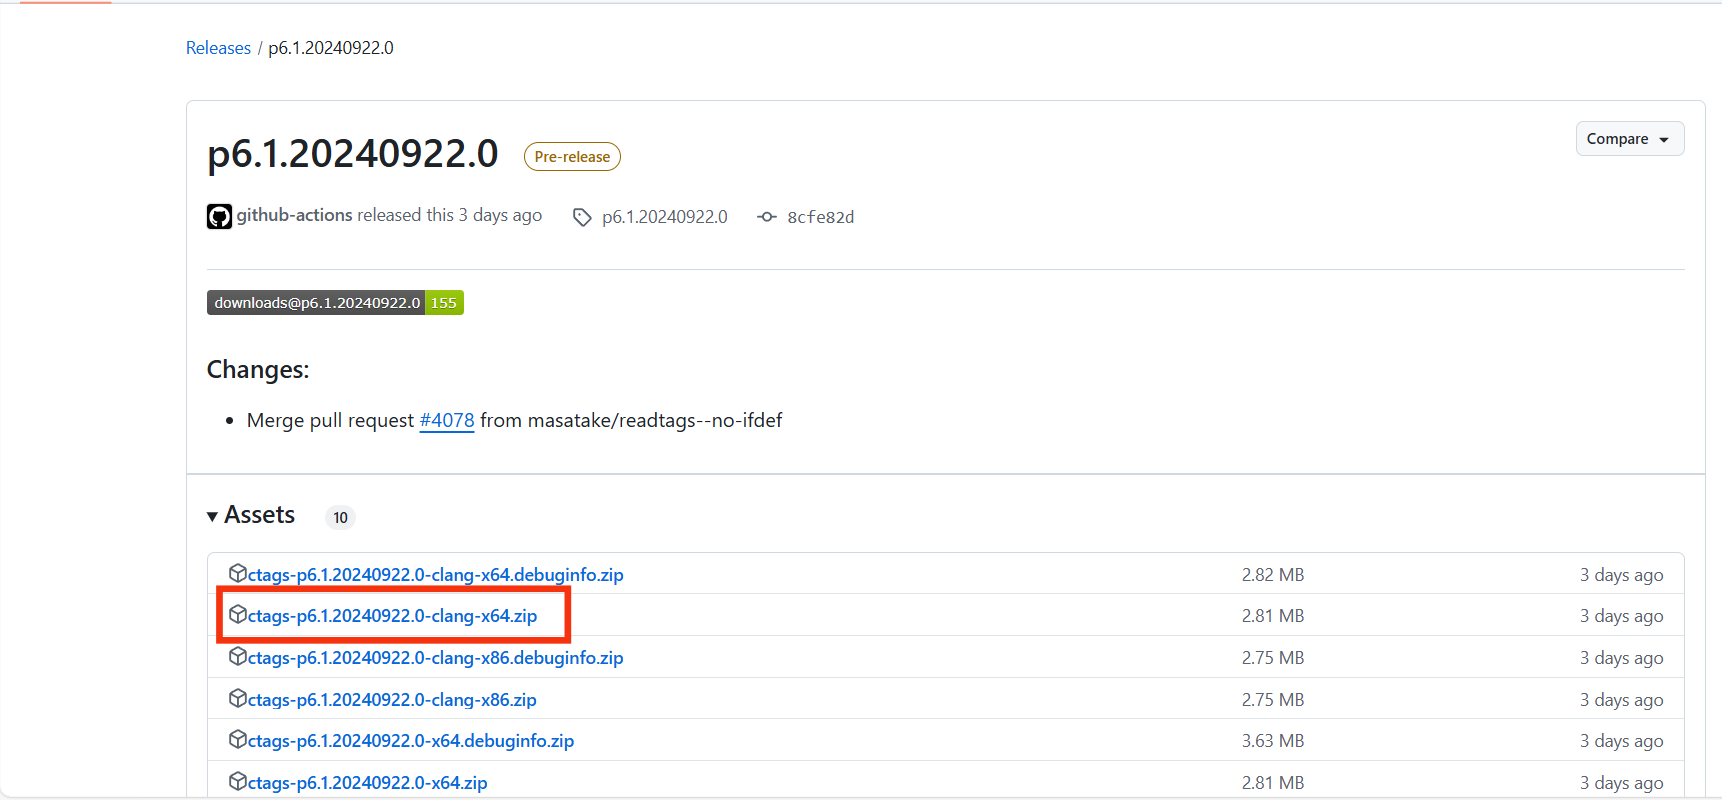 Releases / p6.1.20240922.0
p6.1.20240922.0 Pre-release Compare
github-actions released this 3 days ago p6.1.20240922.0 8cfe82d
downloads@p6.1.20240922.0 155
Changes:
• Merge pull request #4078 from masatake/readtags--no-ifdef
Assets 10
ctags-p6.1.20240922.0-clang-x64.debuginfo.zip 2.82 MB 3 days ago
ctags-p6.1.20240922.0-clang-x64.zip 2.81 MB 3 days ago
ctags-p6.1.20240922.0-clang-x86.debuginfo.zip 2.75 MB 3 days ago
ctags-p6.1.20240922.0-clang-x86.zip 2.75 MB 3 days ago
ctags-p6.1.20240922.0-x64.debuginfo.zip 3.63 MB 3 days ago
ctags-p6.1.20240922.0-x64.zip 2.81 MB 3 days ago